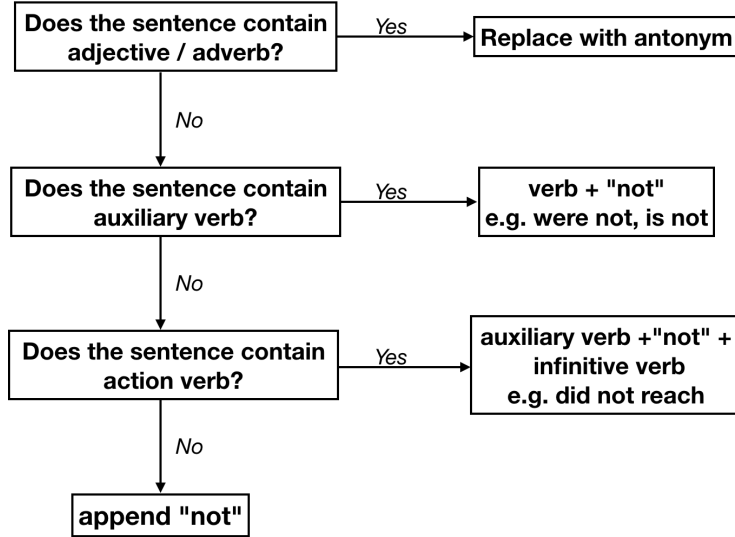 Does the sentence contain
adjective / adverb?
Yes
Replace with antonym
No
Does the sentence contain
auxiliary verb?
Yes
verb + "not"
e.g. were not, is not
No
Does the sentence contain
action verb?
Yes
auxiliary verb +"not" +
infinitive verb
e.g. did not reach
No
append "not"